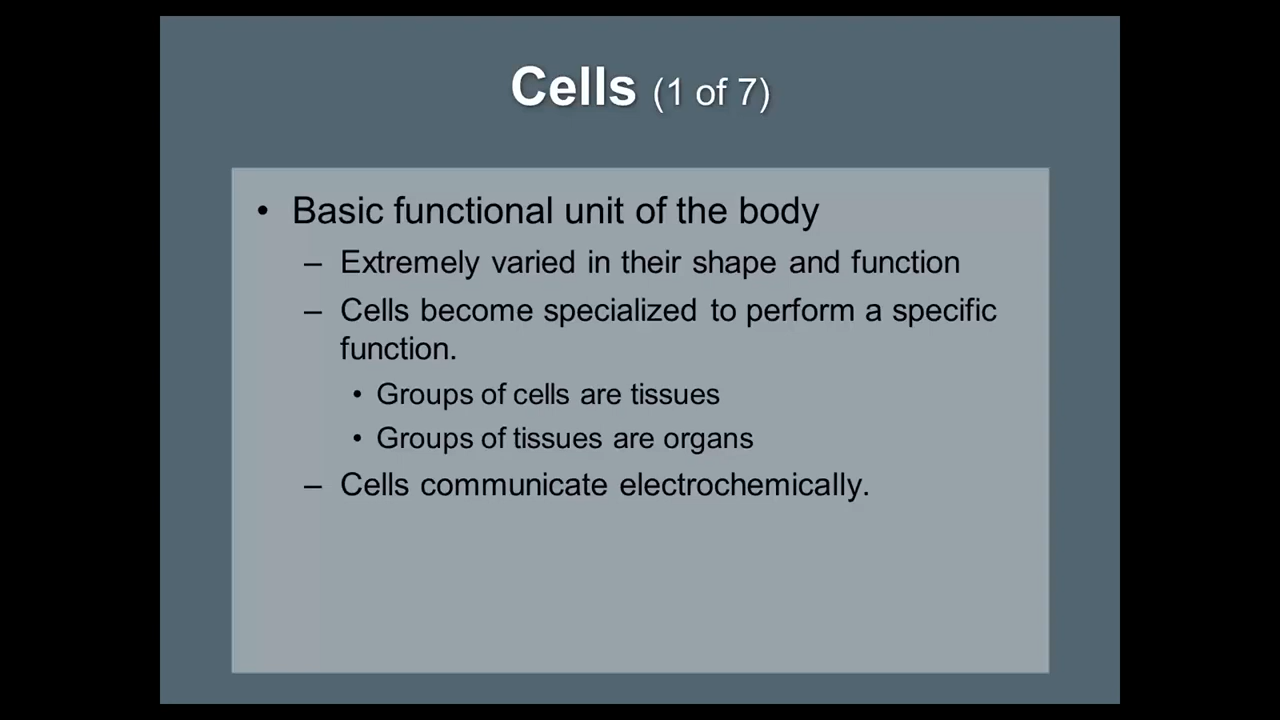 Cells (1 of 7)
• Basic functional unit of the body
– Extremely varied in their shape and function
– Cells become specialized to perform a specific
function.
• Groups of cells are tissues
• Groups of tissues are organs
– Cells communicate electrochemically.